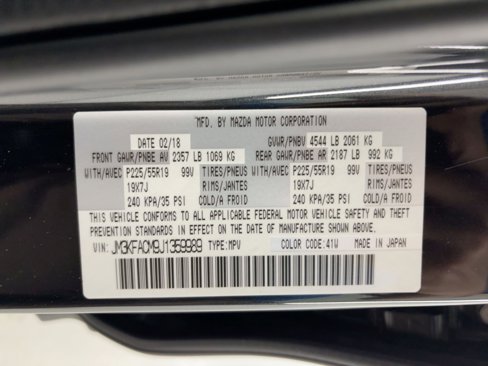 MFD. BY MAZDA MOTOR CORPORATION
DATE 02/18 GVWR/PNBV 4544 LB 2061 KG
FRONT GAWR/PNBE AV 2357 LB 1069 KG REAR GAWR/PNBE AR 2187 LB 992 KG
WITH/AVEC P225/55R19 99V TIRES/PNEUS WITH/AVEC P225/55R19 99V TIRES/PNEUS
19X7J RIMS/JANTES 19X7J RIMS/JANTES
240 KPA/35 PSI COLD/A FROID 240 KPA/35 PSI COLD/A FROID
THIS VEHICLE CONFORMS TO ALL APPLICABLE FEDERAL MOTOR VEHICLE SAFETY AND THEFT
PREVENTION STANDARDS IN EFFECT ON THE DATE OF MANUFACTURE SHOWN ABOVE.
VIN: JM3KFACM9J1359989 TYPE: MPV COLOR CODE: 41W MADE IN JAPAN